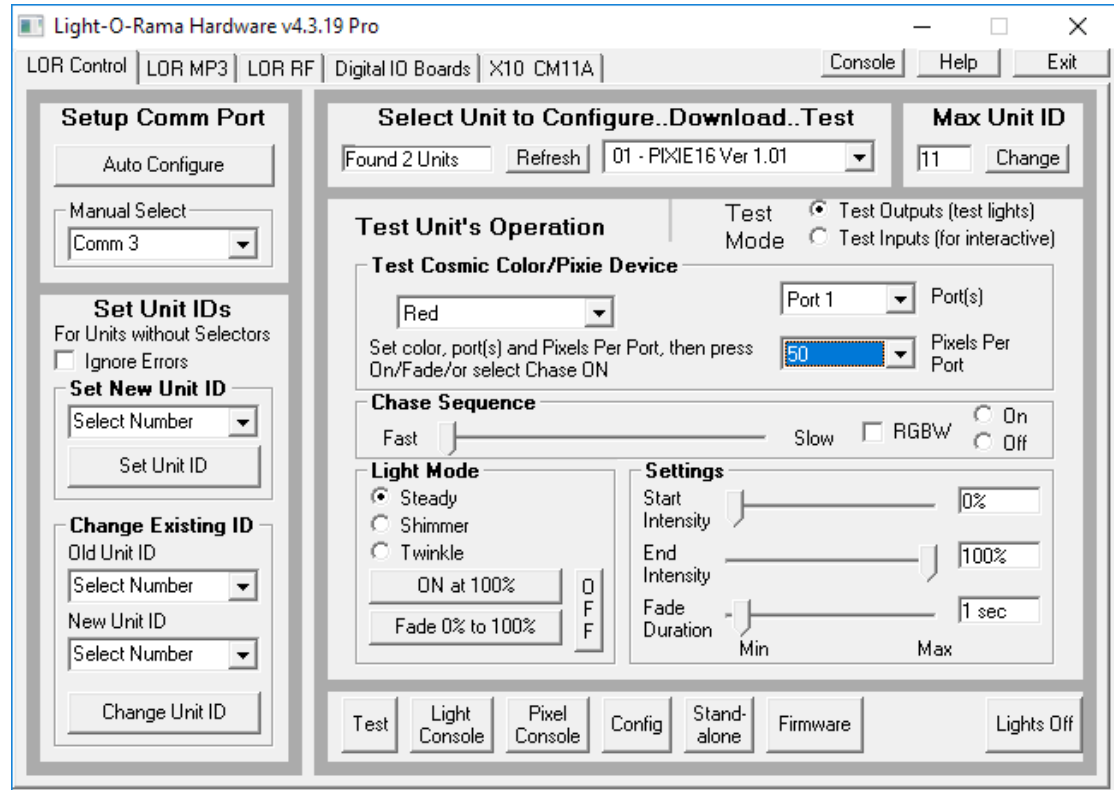 Light-O-Rama Hardware v4.3.19 Pro
LOR Control LOR MP3 LOR RF Digital IO Boards X10 CM11A Console Help Exit
Setup Comm Port
Auto Configure
Manual Select
Comm 3
Set Unit IDs
For Units without Selectors
Ignore Errors
Set New Unit ID
Select Number
Set Unit ID
Change Existing ID
Old Unit ID
Select Number
New Unit ID
Select Number
Change Unit ID
Select Unit to Configure..Download..Test
Found 2 Units Refresh 01 - PIXIE16 Ver 1.01
Max Unit ID
11 Change
Test Unit's Operation
Test Mode
Test Outputs (test lights)
Test Inputs (for interactive)
Test Cosmic Color/Pixie Device
Red
Port 1 Port(s)
Set color, port(s) and Pixels Per Port, then press
On/Fade/or select Chase ON
50
Pixels Per
Port
Chase Sequence
Fast Slow RGBW
On
Off
Light Mode
Steady
Shimmer
Twinkle
ON at 100%
Fade 0% to 100%
OFF
Settings
Start
Intensity
0%
End
Intensity
100%
Fade
Duration
1 sec
Min Max
Test
Light
Console
Pixel
Console
Config
Stand-
alone
Firmware
Lights Off